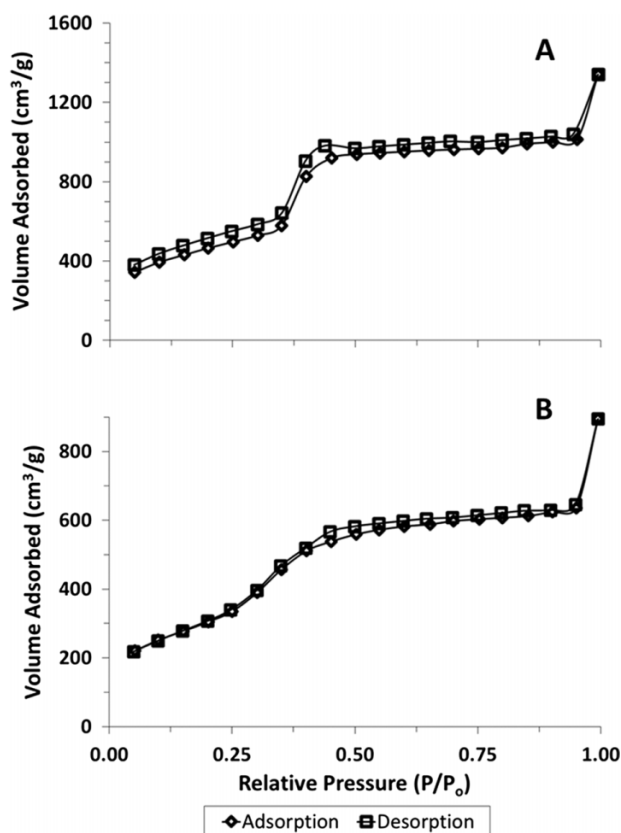 A
1600
1200
800
400
0
Volume Adsorbed (cm³/g)
B
800
600
400
200
0
Volume Adsorbed (cm³/g)
0.00 0.25 0.50 0.75 1.00
Relative Pressure (P/Pₒ)
Adsorption Desorption